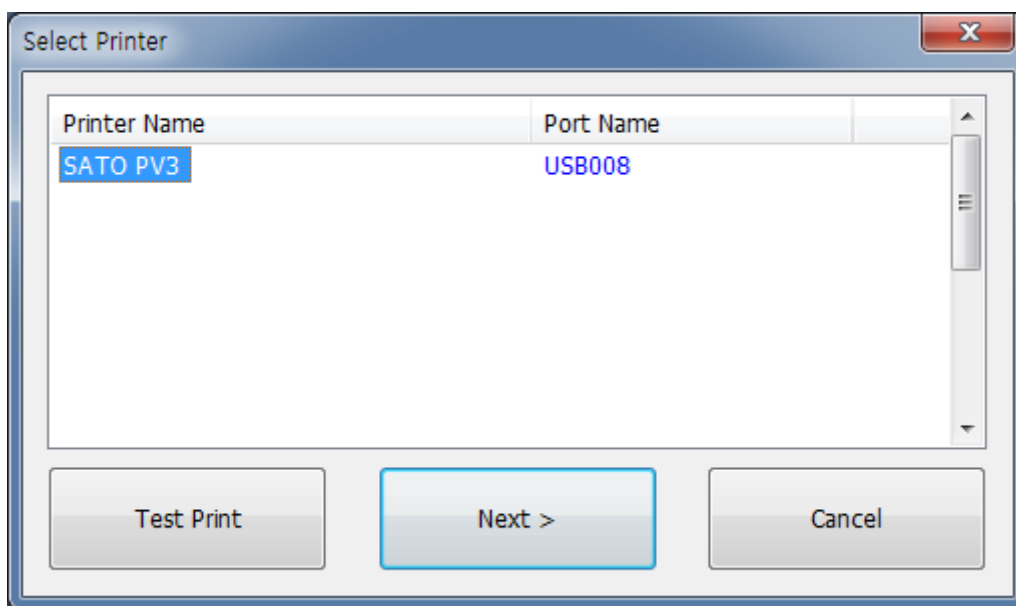 Select Printer
Printer Name Port Name
SATO PV3 USB008
Test Print Next > Cancel